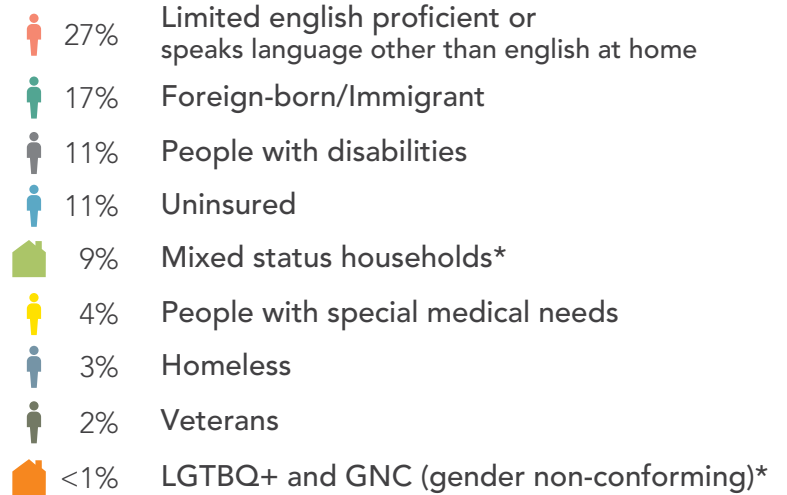 27% Limited english proficient or
speaks language other than english at home
17% Foreign-born/Immigrant
11% People with disabilities
11% Uninsured
9% Mixed status households*
4% People with special medical needs
3% Homeless
2% Veterans
<1% LGTBQ+ and GNC (gender non-conforming)*